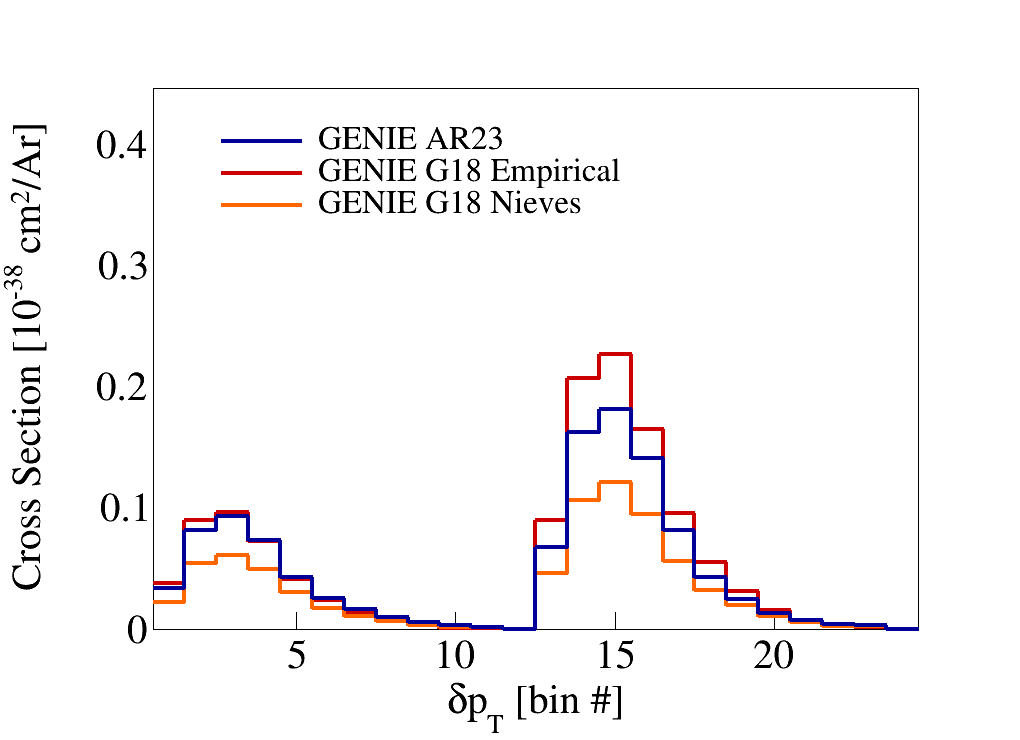 GENIE AR23
GENIE G18 Empirical
GENIE G18 Nieves
Cross Section [10⁻³⁸ cm²/Ar]
0.4
0.3
0.2
0.1
0
5 10 15 20
δp_T [bin #]